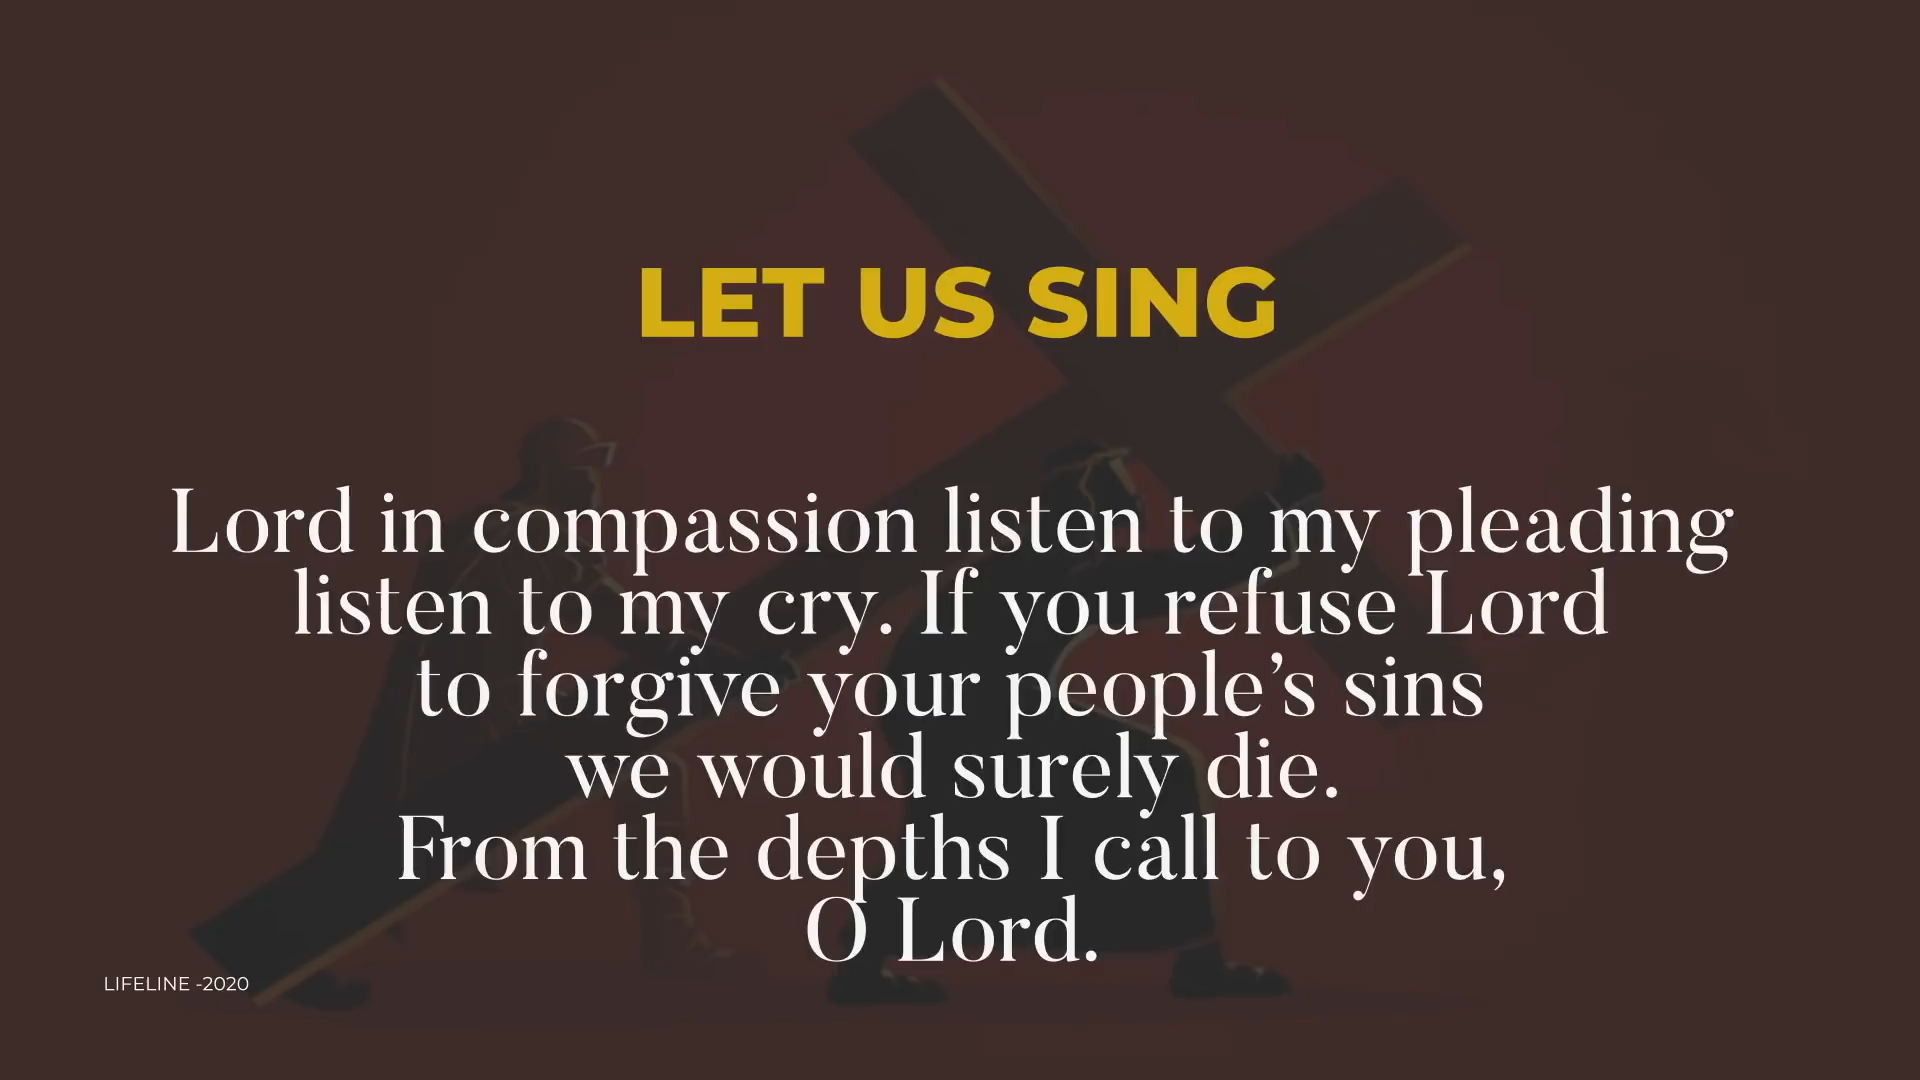 LET US SING
Lord in compassion listen to my pleading
listen to my cry. If you refuse Lord
to forgive your people’s sins
we would surely die.
From the depths I call to you,
O Lord.
LIFELINE -2020